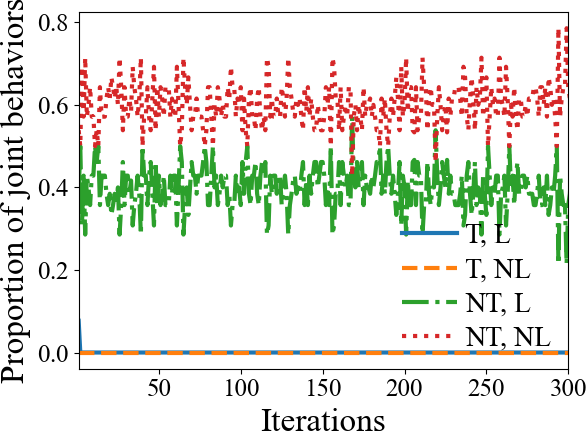 Proportion of joint behaviors
0.8
0.6
0.4
0.2
0.0
T, L
T, NL
NT, L
NT, NL
50 100 150 200 250 300
Iterations